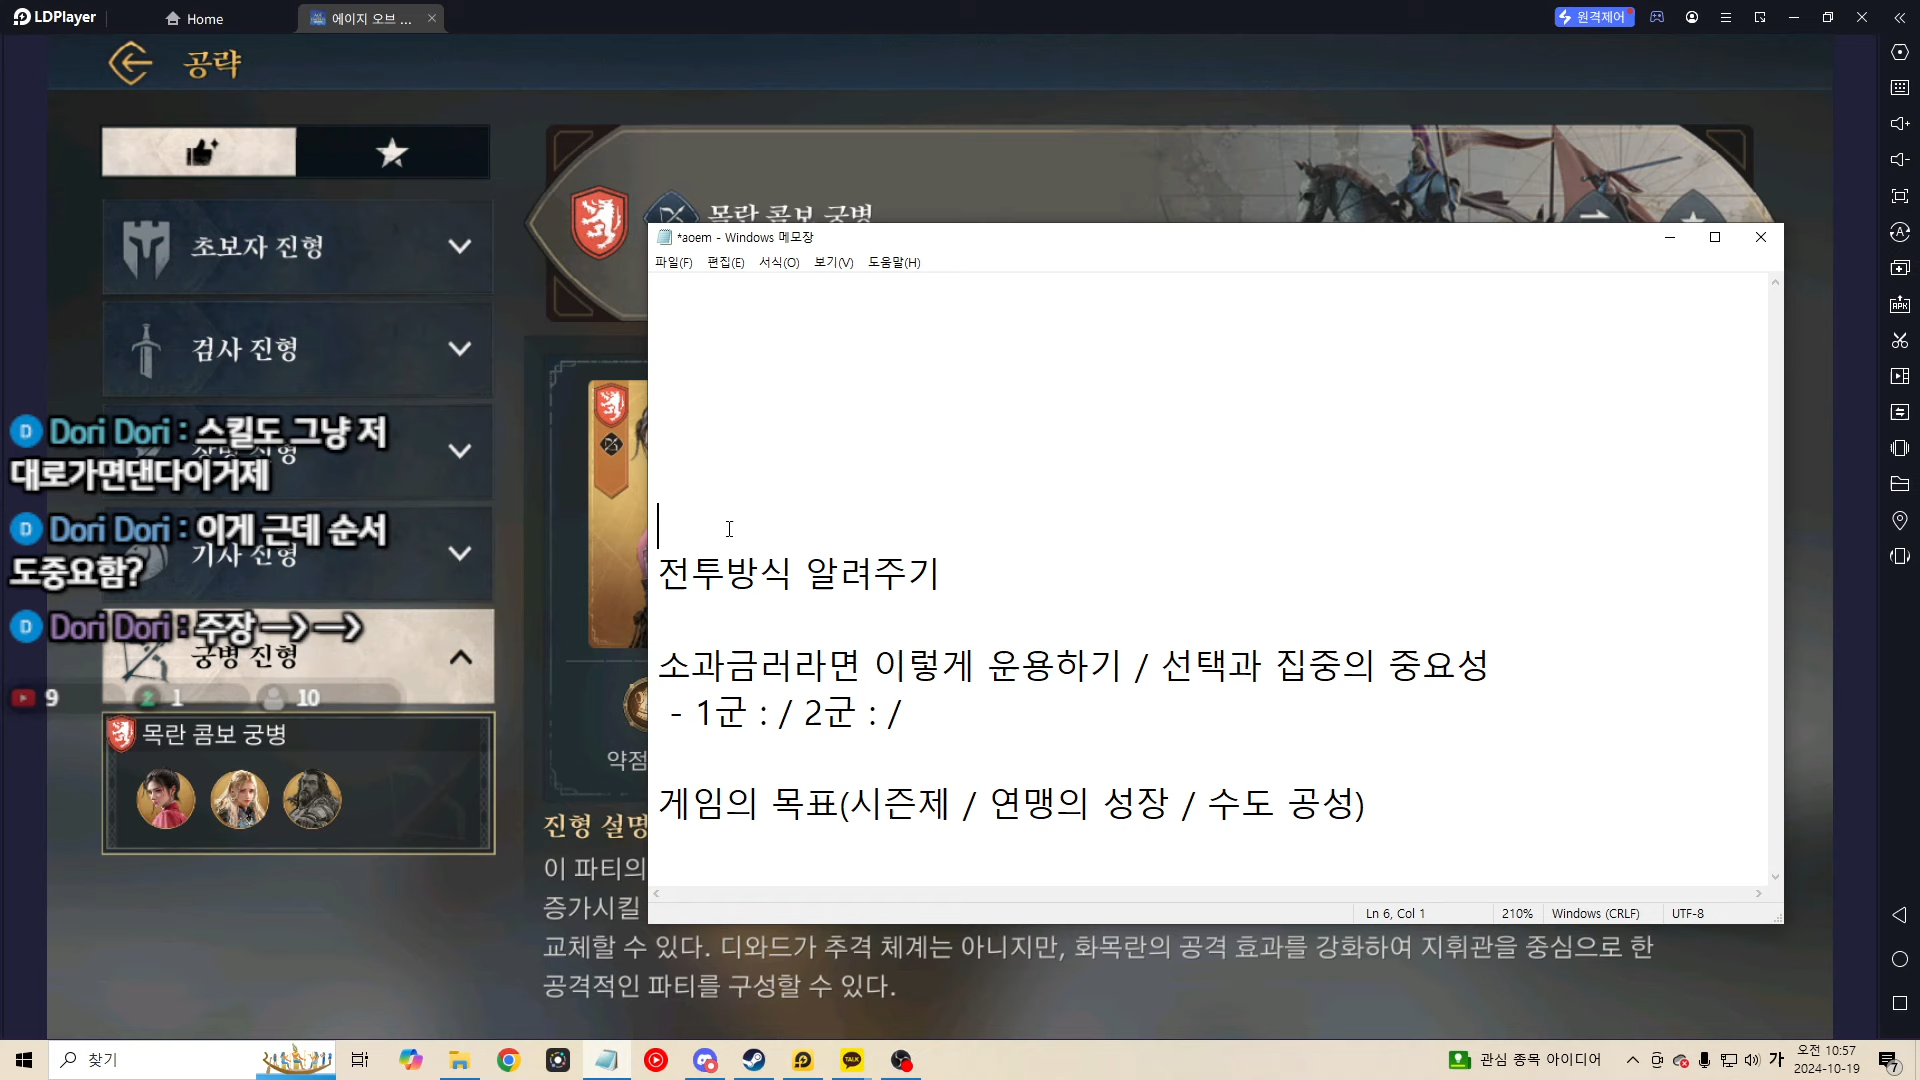 LDPlayer
Home
에이지 오브 ...
원격제어
공략
목란 콤보 궁병
초보자 진형
검사 진형
기사 진형
궁병 진형
목란 콤보 궁병
Dori Dori : 스킬도 그냥 저
대로가면댄다이거제
Dori Dori : 이게 근데 순서
도중요함?
Dori Dori : 주장 --> -->
9
1
10
*aoem - Windows 메모장
파일(F) 편집(E) 서식(O) 보기(V) 도움말(H)
전투방식 알려주기
소과금러라면 이렇게 운용하기 / 선택과 집중의 중요성
- 1군 : / 2군 : /
게임의 목표(시즌제 / 연맹의 성장 / 수도 공성)
Ln 6, Col 1
210%
Windows (CRLF)
UTF-8
약점
진형 설명
이 파티의
증가시킬
교체할 수 있다. 디와드가 추격 체계는 아니지만, 화목란의 공격 효과를 강화하여 지휘관을 중심으로 한
공격적인 파티를 구성할 수 있다.
APK
찾기
TALK
관심 종목 아이디어
가
오전 10:57
2024-10-19
7